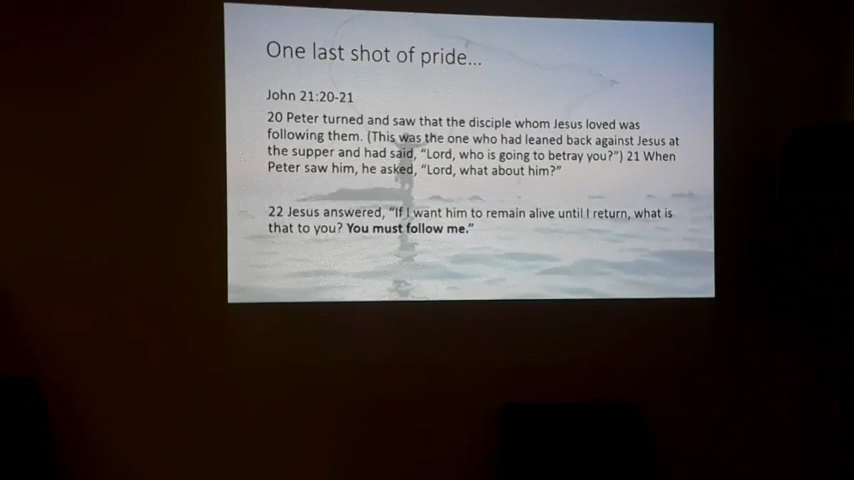 One last shot of pride...
John 21:20-21
20 Peter turned and saw that the disciple whom Jesus loved was
following them. (This was the one who had leaned back against Jesus at
the supper and had said, “Lord, who is going to betray you?”) 21 When
Peter saw him, he asked, “Lord, what about him?”
22 Jesus answered, “If I want him to remain alive until I return, what is
that to you? You must follow me.”